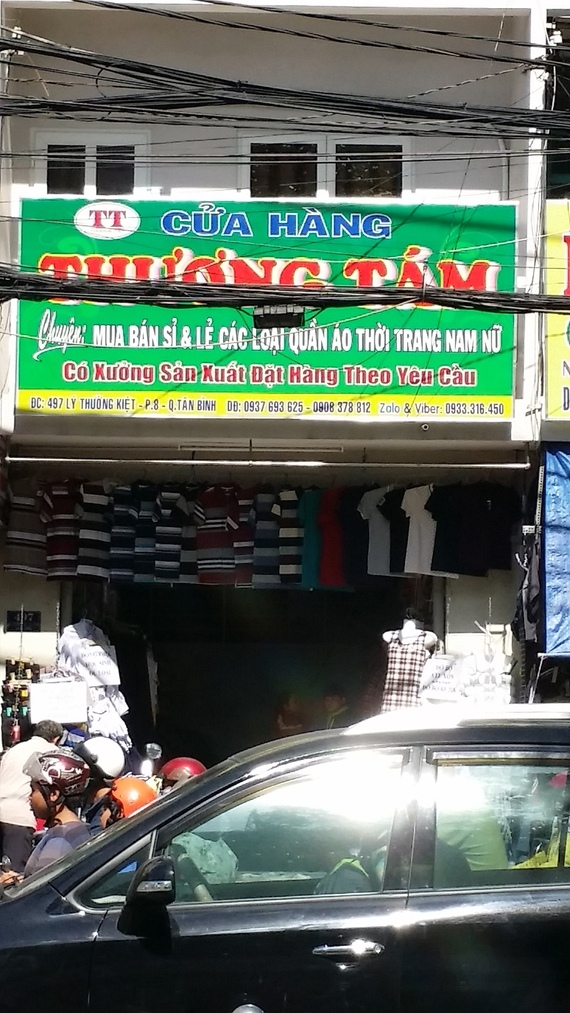 TT
CỬA HÀNG
THƯƠNG TÁM
Chuyên: MUA BÁN SỈ & LẺ CÁC LOẠI QUẦN ÁO THỜI TRANG NAM NỮ
Có Xưởng Sản Xuất Đặt Hàng Theo Yêu Cầu
ĐC: 497 LÝ THƯỜNG KIỆT - P.8 - Q.TÂN BÌNH DĐ: 0937 693 625 - 0908 378 812 Zalo & Viber: 0933.316.450